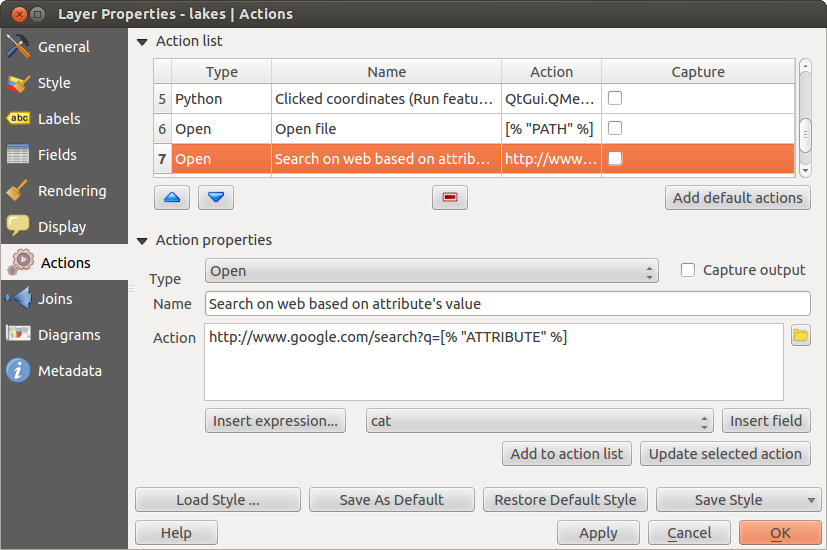 Layer Properties - lakes | Actions
General
Style
abc Labels
Fields
Rendering
Display
Actions
Joins
Diagrams
i Metadata
Action list
Type Name Action Capture
5 Python Clicked coordinates (Run featu... QtGui.QMe...
6 Open Open file [% "PATH" %]
7 Open Search on web based on attrib... http://www...
Add default actions
Action properties
Type Open Capture output
Name Search on web based on attribute's value
Action http://www.google.com/search?q=[% "ATTRIBUTE" %]
Insert expression... cat Insert field
Add to action list Update selected action
Load Style ... Save As Default Restore Default Style Save Style
Help Apply Cancel OK